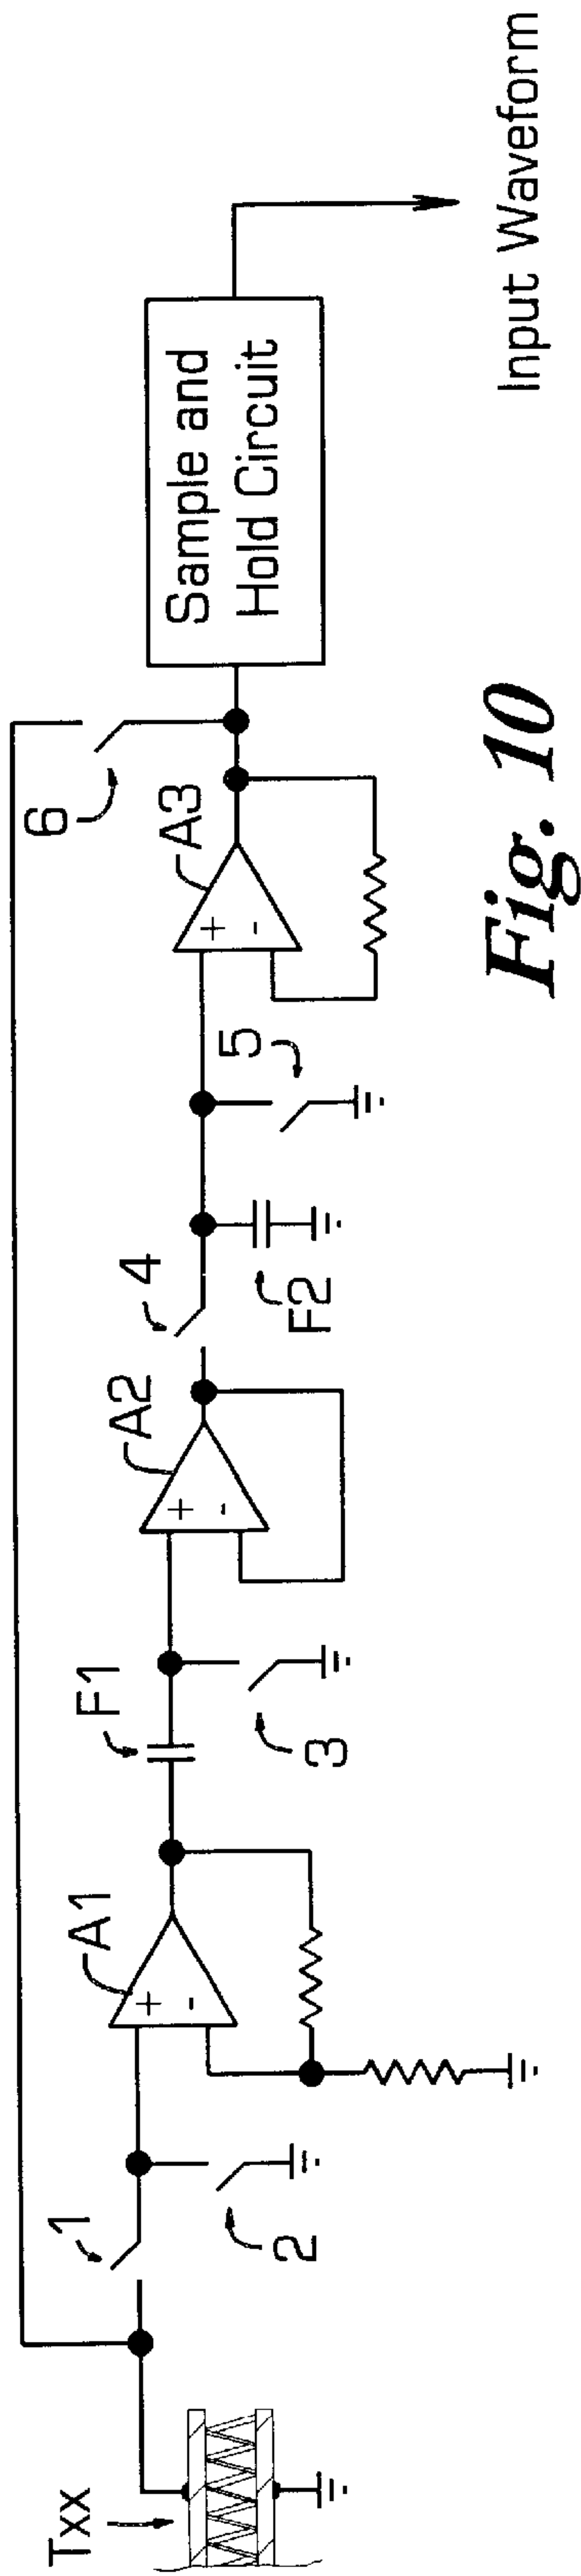 Txx
1
2
A1
+
-
F1
3
A2
+
-
4
F2
5
A3
+
-
6
Sample and
Hold Circuit
Input Waveform
Fig. 10